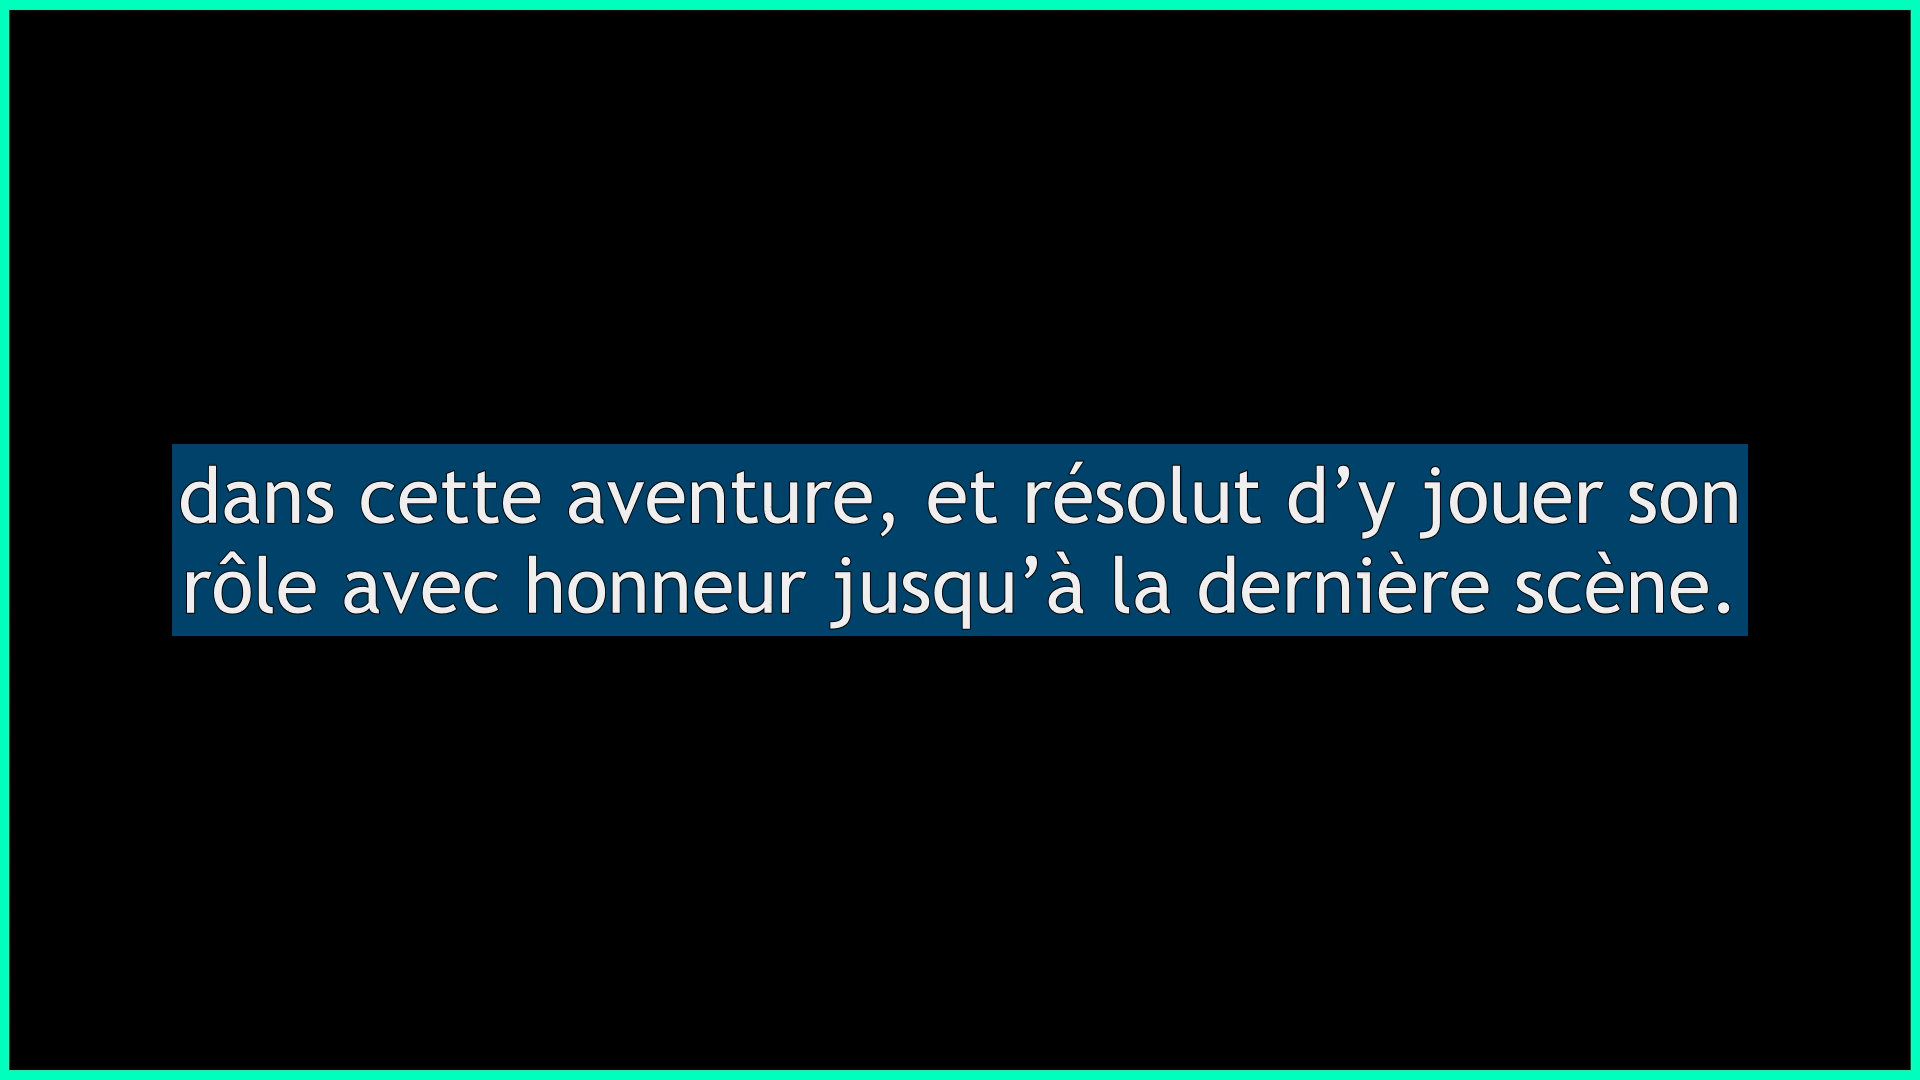 dans cette aventure, et résolut d’y jouer son
rôle avec honneur jusqu’à la dernière scène.